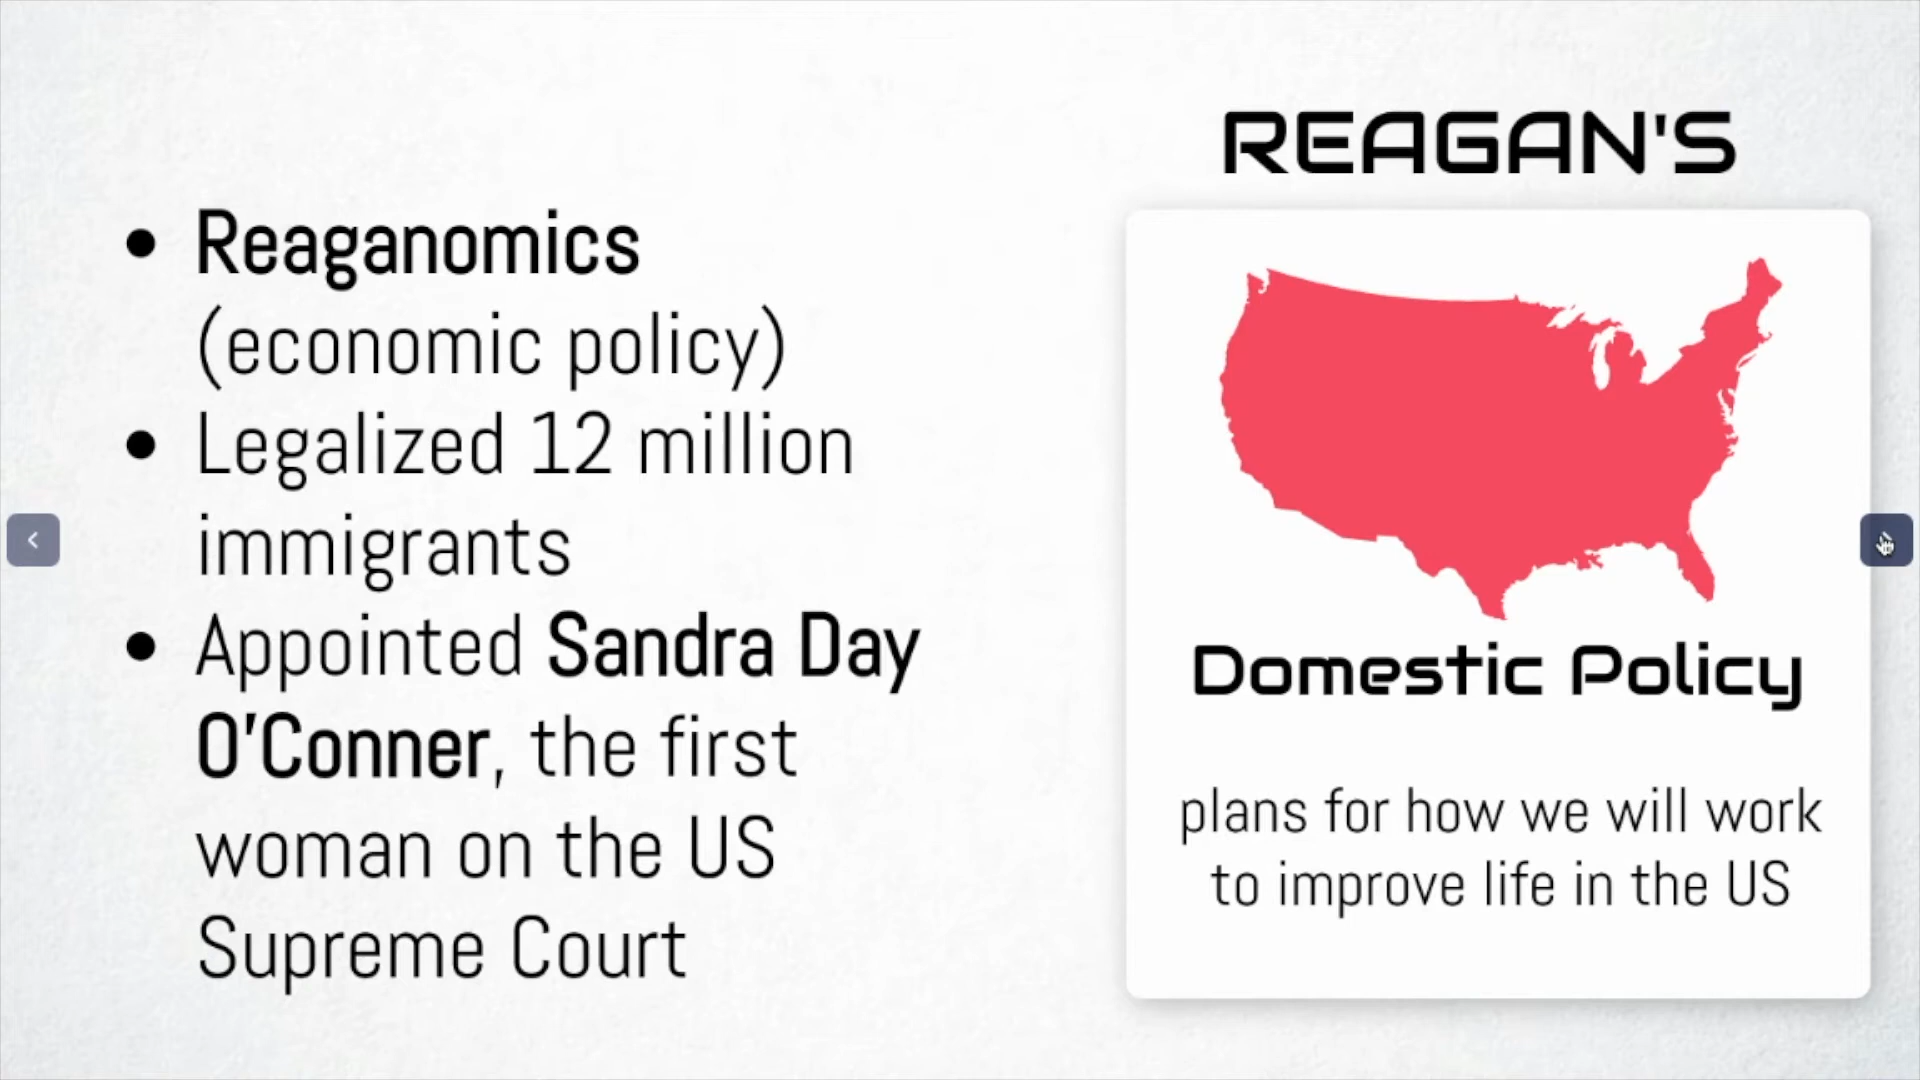 REAGAN'S
• Reaganomics
(economic policy)
• Legalized 12 million
immigrants
• Appointed Sandra Day
O'Conner, the first
woman on the US
Supreme Court
Domestic Policy
plans for how we will work
to improve life in the US